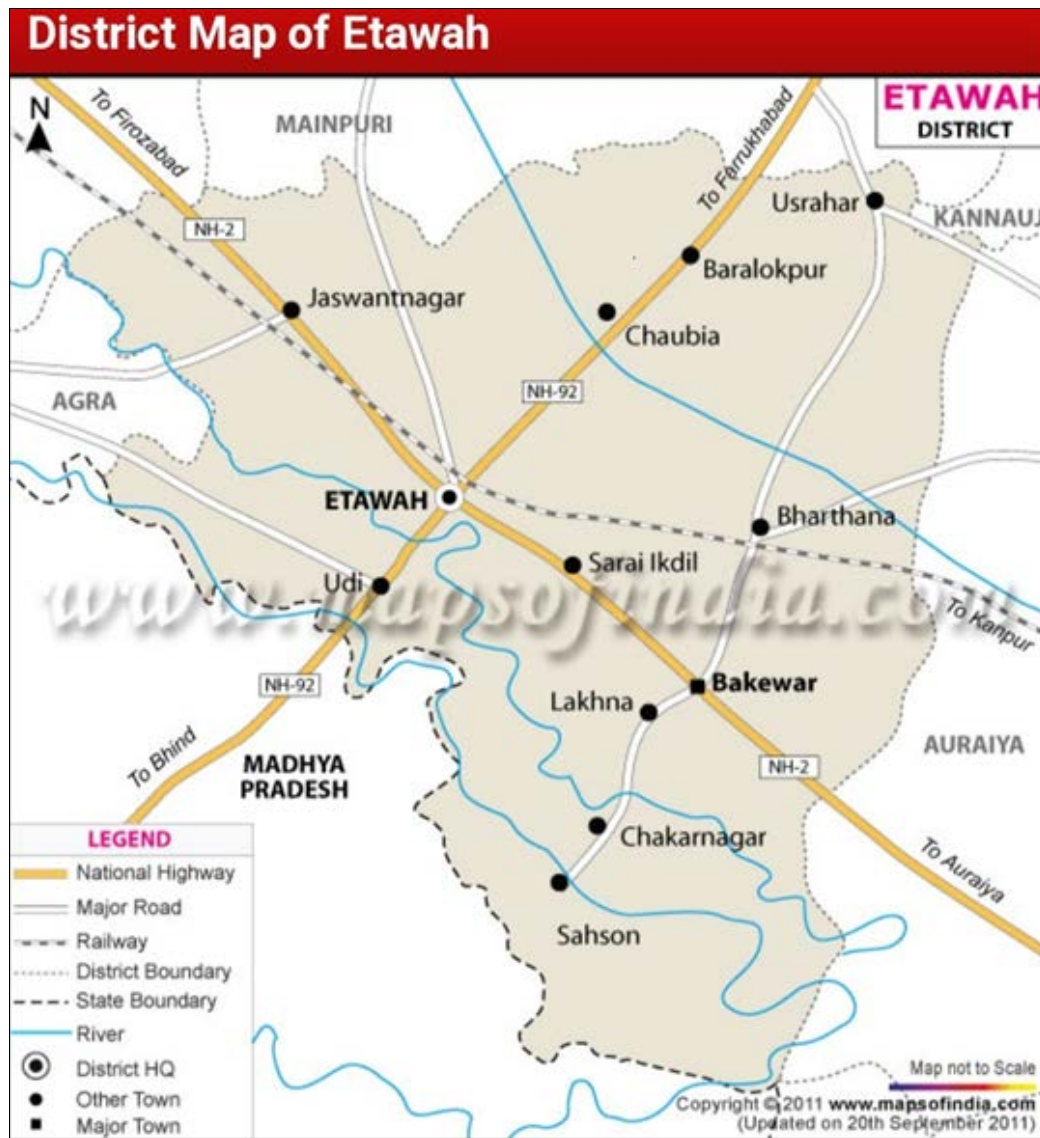 District Map of Etawah
ETAWAH
DISTRICT
N
To Firozabad
MAINPURI
To Farrukhabad
Usrahar
KANNAUJ
NH-2
Baralokpur
Jaswantnagar
Chaubia
NH-92
AGRA
ETAWAH
Bharthana
Sarai Ikdil
Udi
www.mapsofindia.com
To Kanpur
NH-92
Bakewar
Lakhna
AURAIYA
To Bhind
MADHYA
PRADESH
NH-2
Chakarnagar
To Auraiya
Sahson
LEGEND
National Highway
Major Road
Railway
District Boundary
State Boundary
River
District HQ
Other Town
Major Town
Map not to Scale
Copyright © 2011 www.mapsofindia.com
(Updated on 20th September 2011)